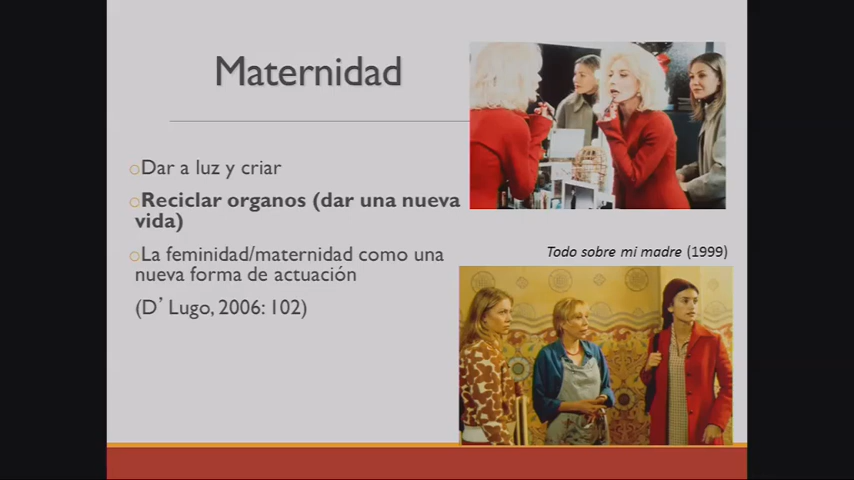 Maternidad
Dar a luz y criar
Reciclar organos (dar una nueva
vida)
La feminidad/maternidad como una
nueva forma de actuación
(D’ Lugo, 2006: 102)
Todo sobre mi madre (1999)